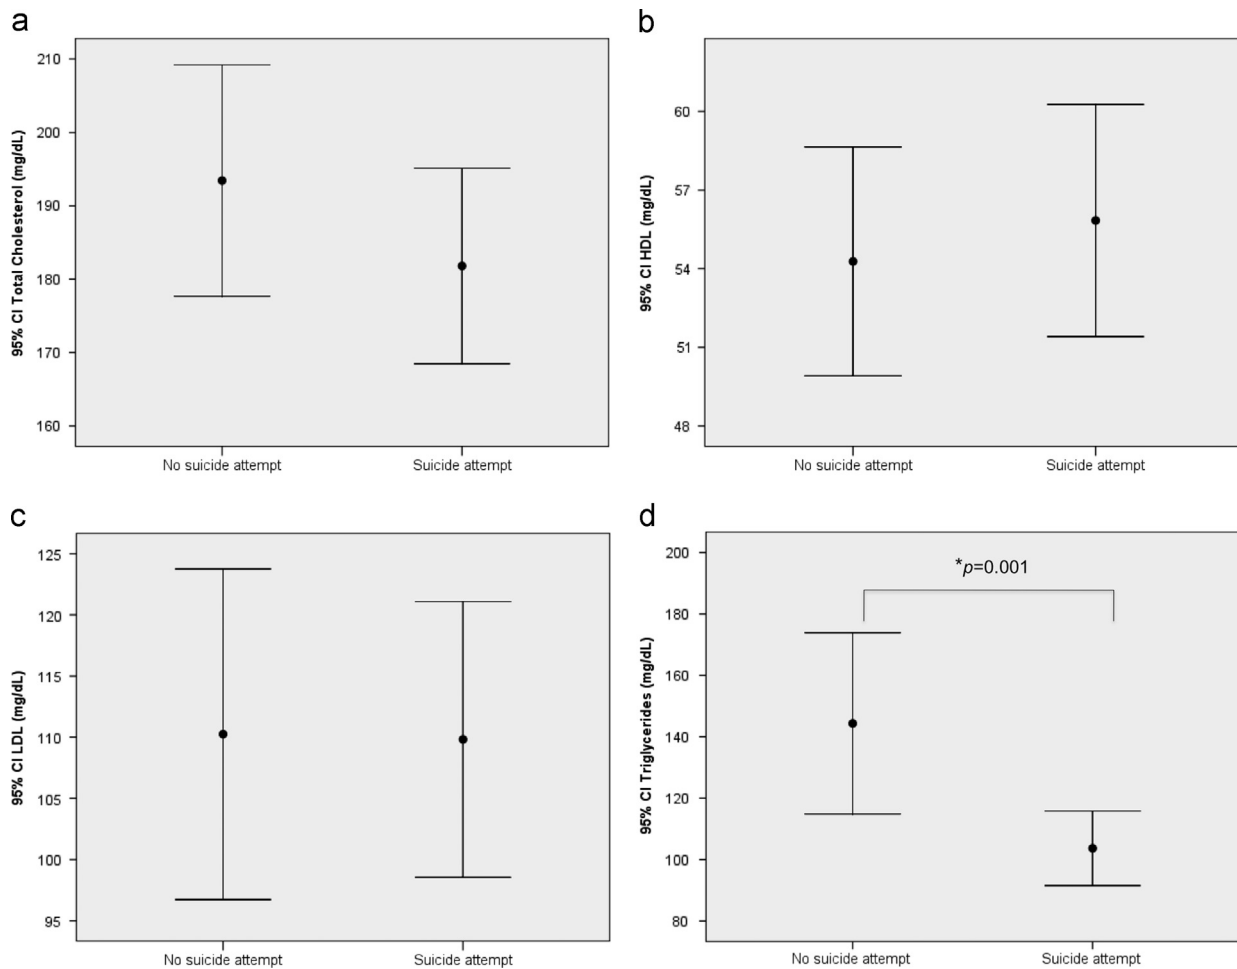 a
95% CI Total Cholesterol (mg/dL)
210
200
190
180
170
160
No suicide attempt
Suicide attempt
b
95% CI HDL (mg/dL)
60
57
54
51
48
No suicide attempt
Suicide attempt
c
95% CI LDL (mg/dL)
125
120
115
110
105
100
95
No suicide attempt
Suicide attempt
d
95% CI Triglycerides (mg/dL)
200
180
160
140
120
100
80
*p=0.001
No suicide attempt
Suicide attempt